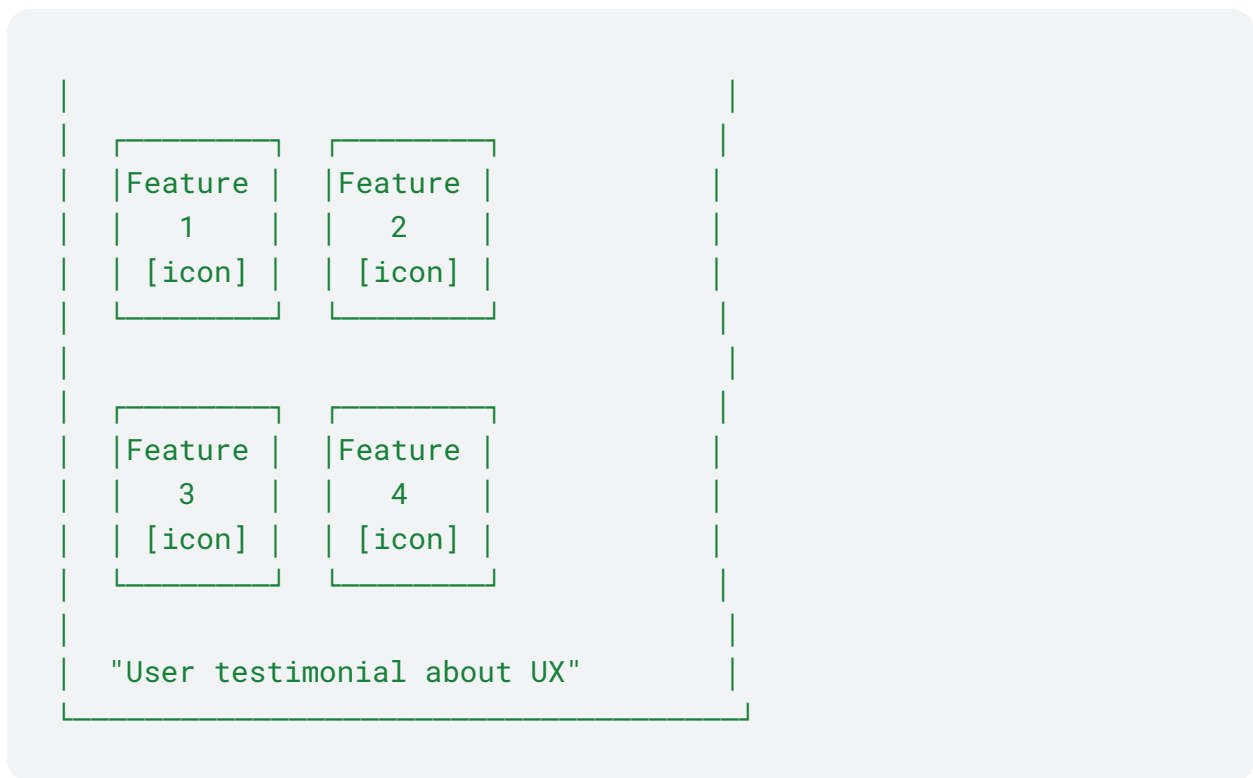 Feature Feature
1 2
[icon] [icon]
Feature Feature
3 4
[icon] [icon]
"User testimonial about UX"